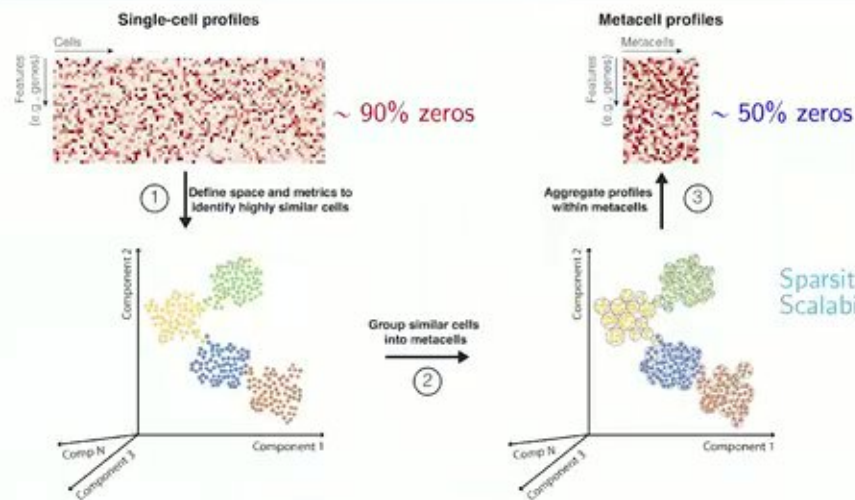 Single-cell profiles
Cells
Features
(e.g., genes)
~ 90% zeros
1
Define space and metrics to
identify highly similar cells
Component 2
Component 1
Comp N
Component 3
Group similar cells
into metacells
2
Metacell profiles
Metacells
Features
(e.g., genes)
~ 50% zeros
Aggregate profiles
within metacells
3
Component 2
Component 1
Comp N
Component 3
Sparsit
Scalabi